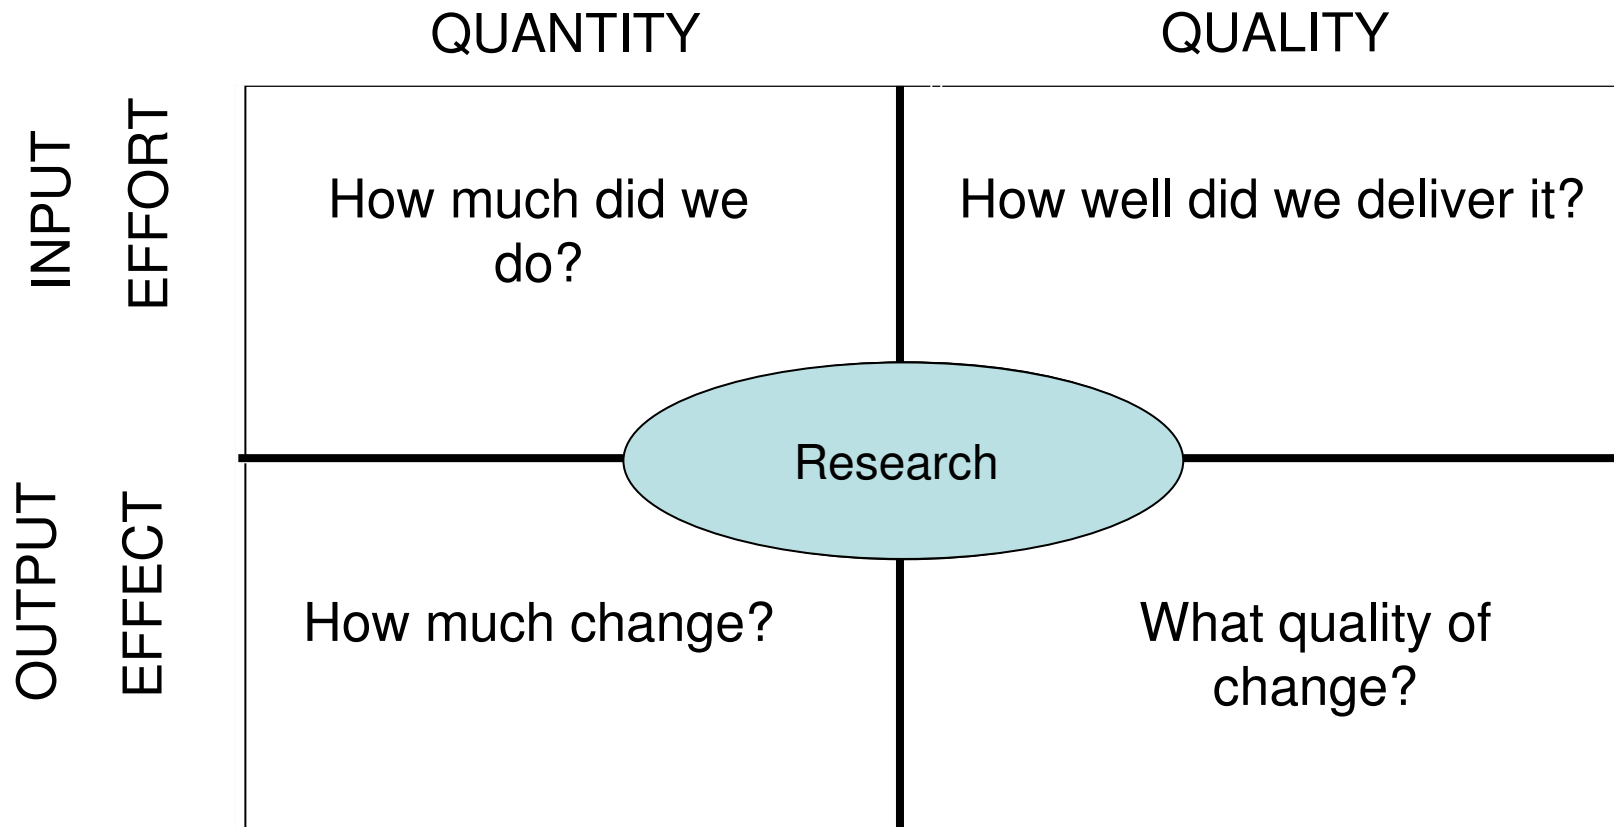 QUANTITY
QUALITY
INPUT
EFFORT
How much did we
do?
How well did we deliver it?
Research
OUTPUT
EFFECT
How much change?
What quality of
change?